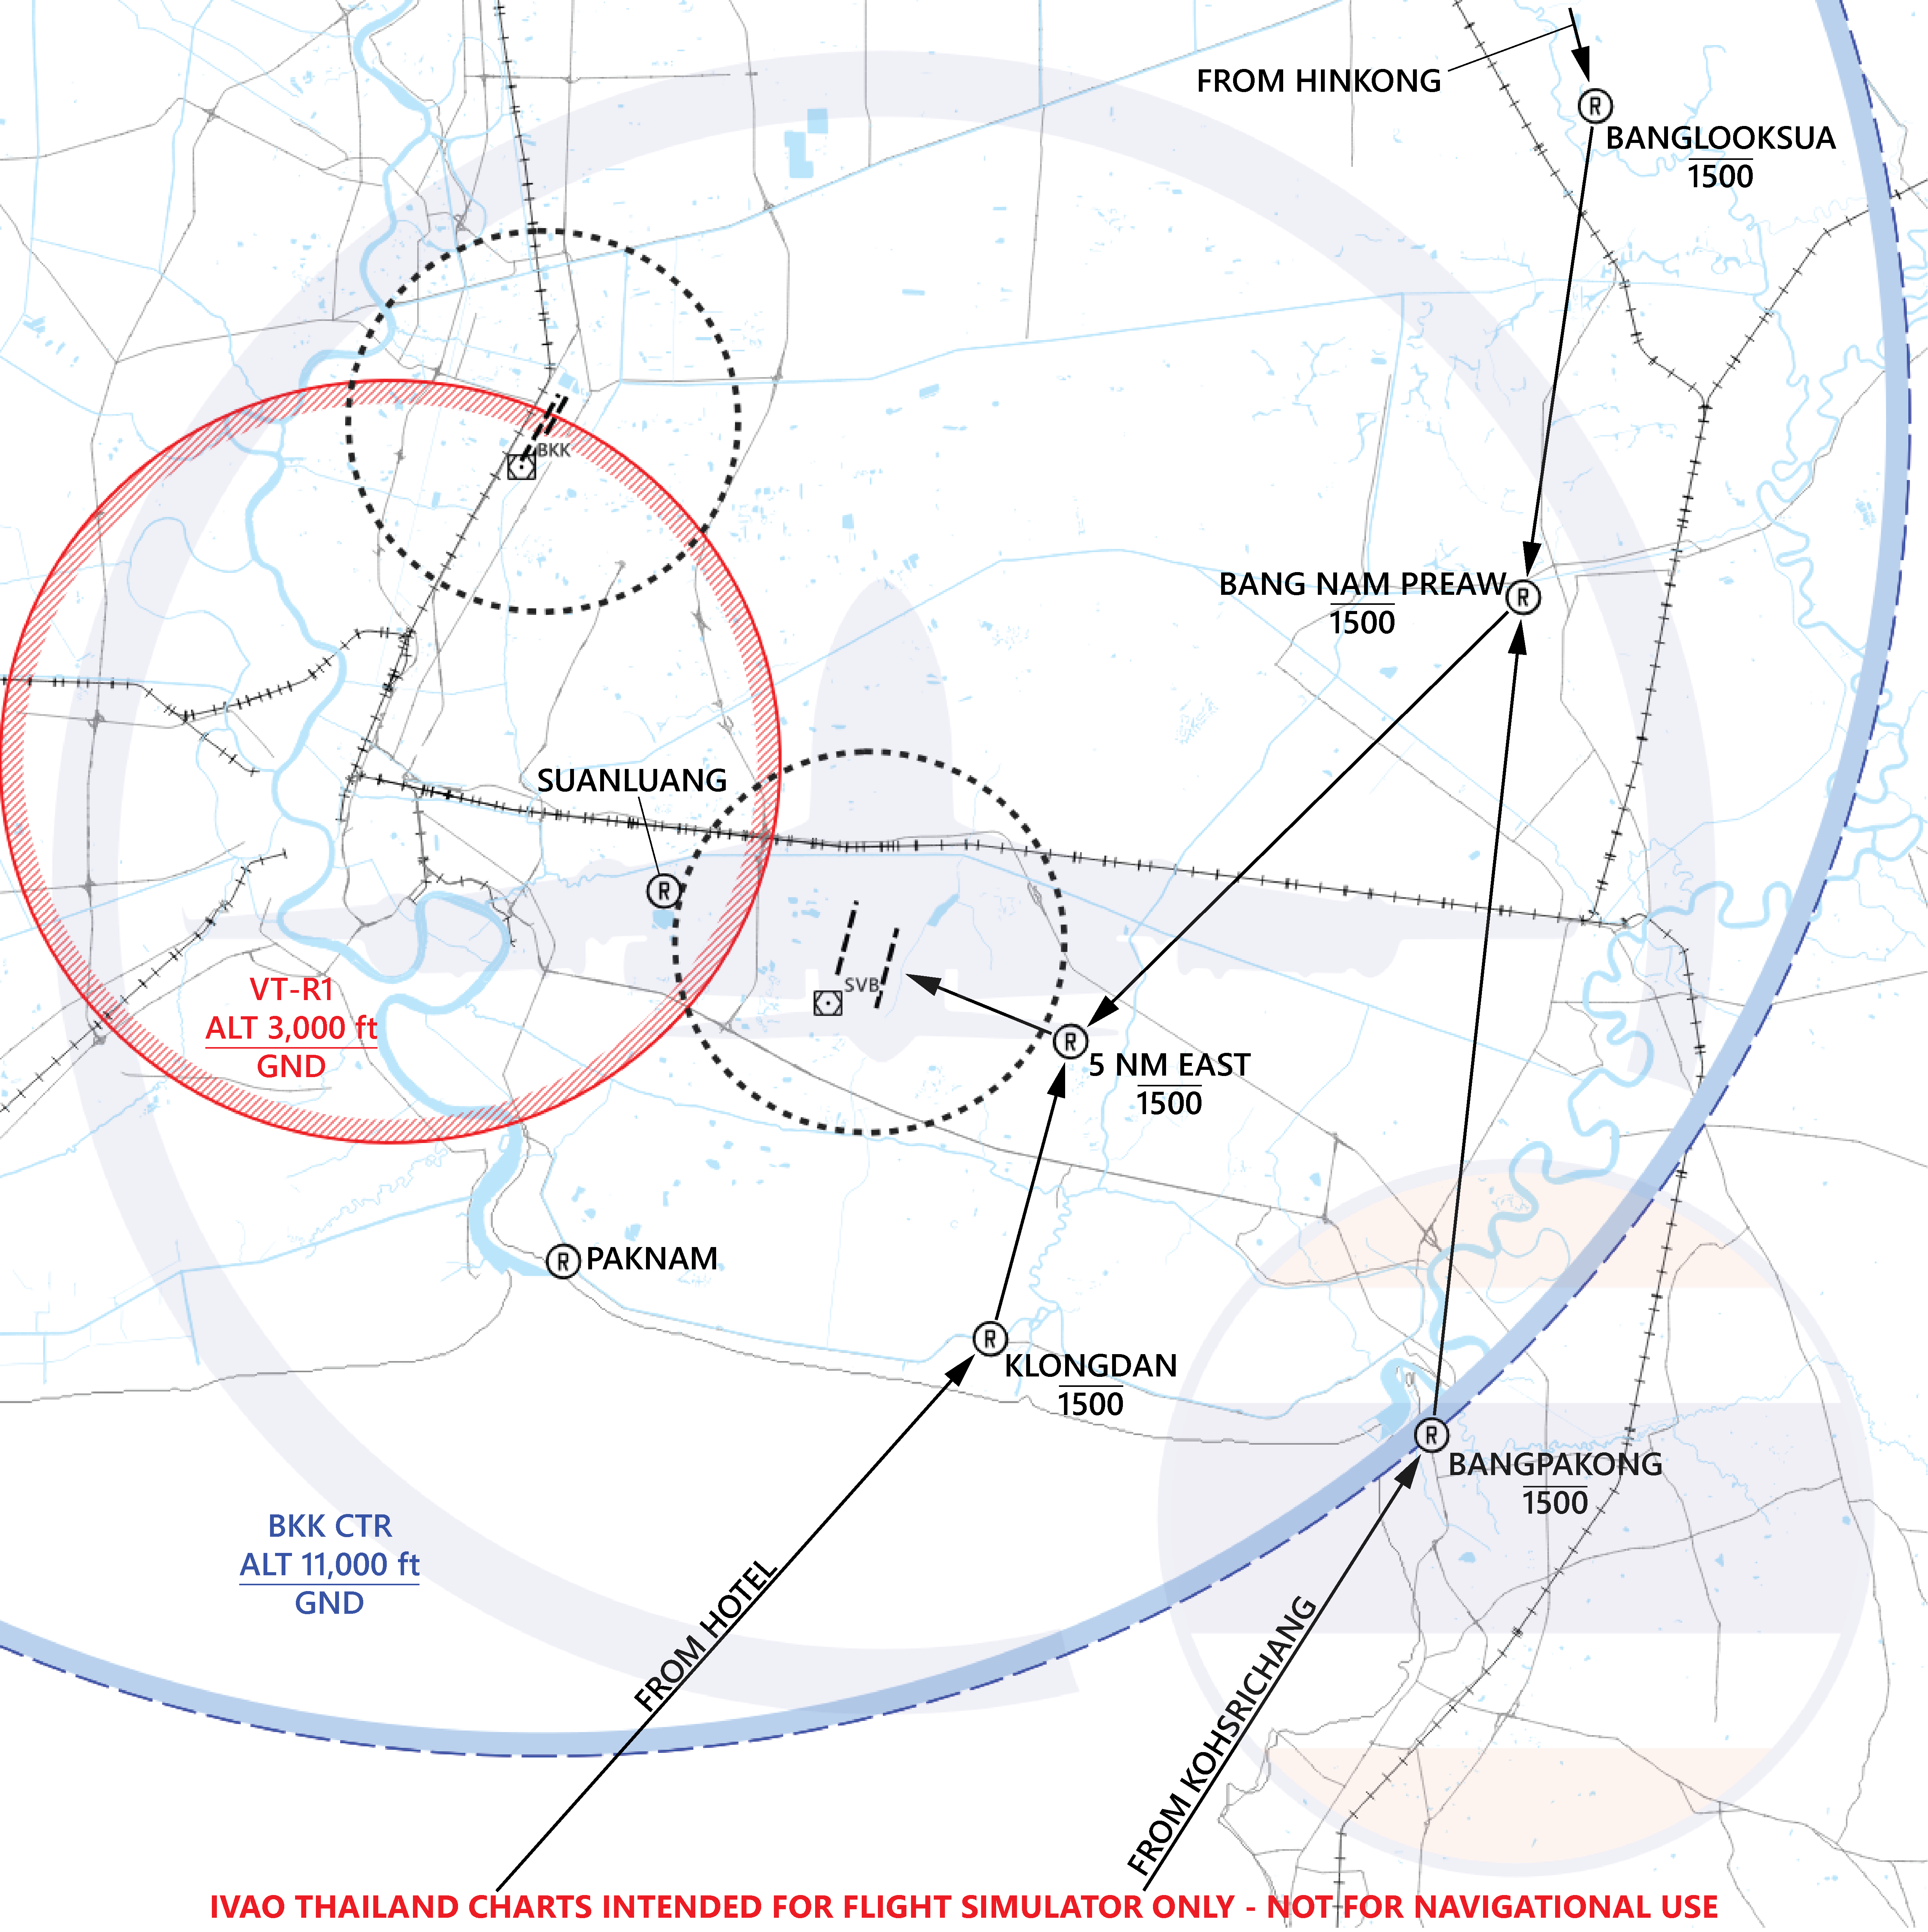 FROM HINKONG
R
BANGLOOKSUA
1500
BKK
BANG NAM PREAW
R
1500
SUANLUANG
R
VT-R1
ALT 3,000 ft
GND
SVB
R
5 NM EAST
1500
R
PAKNAM
R
KLONGDAN
1500
R
BANGPAKONG
1500
BKK CTR
ALT 11,000 ft
GND
FROM HOTEL
FROM KOHSRICHANG
IVAO THAILAND CHARTS INTENDED FOR FLIGHT SIMULATOR ONLY - NOT FOR NAVIGATIONAL USE